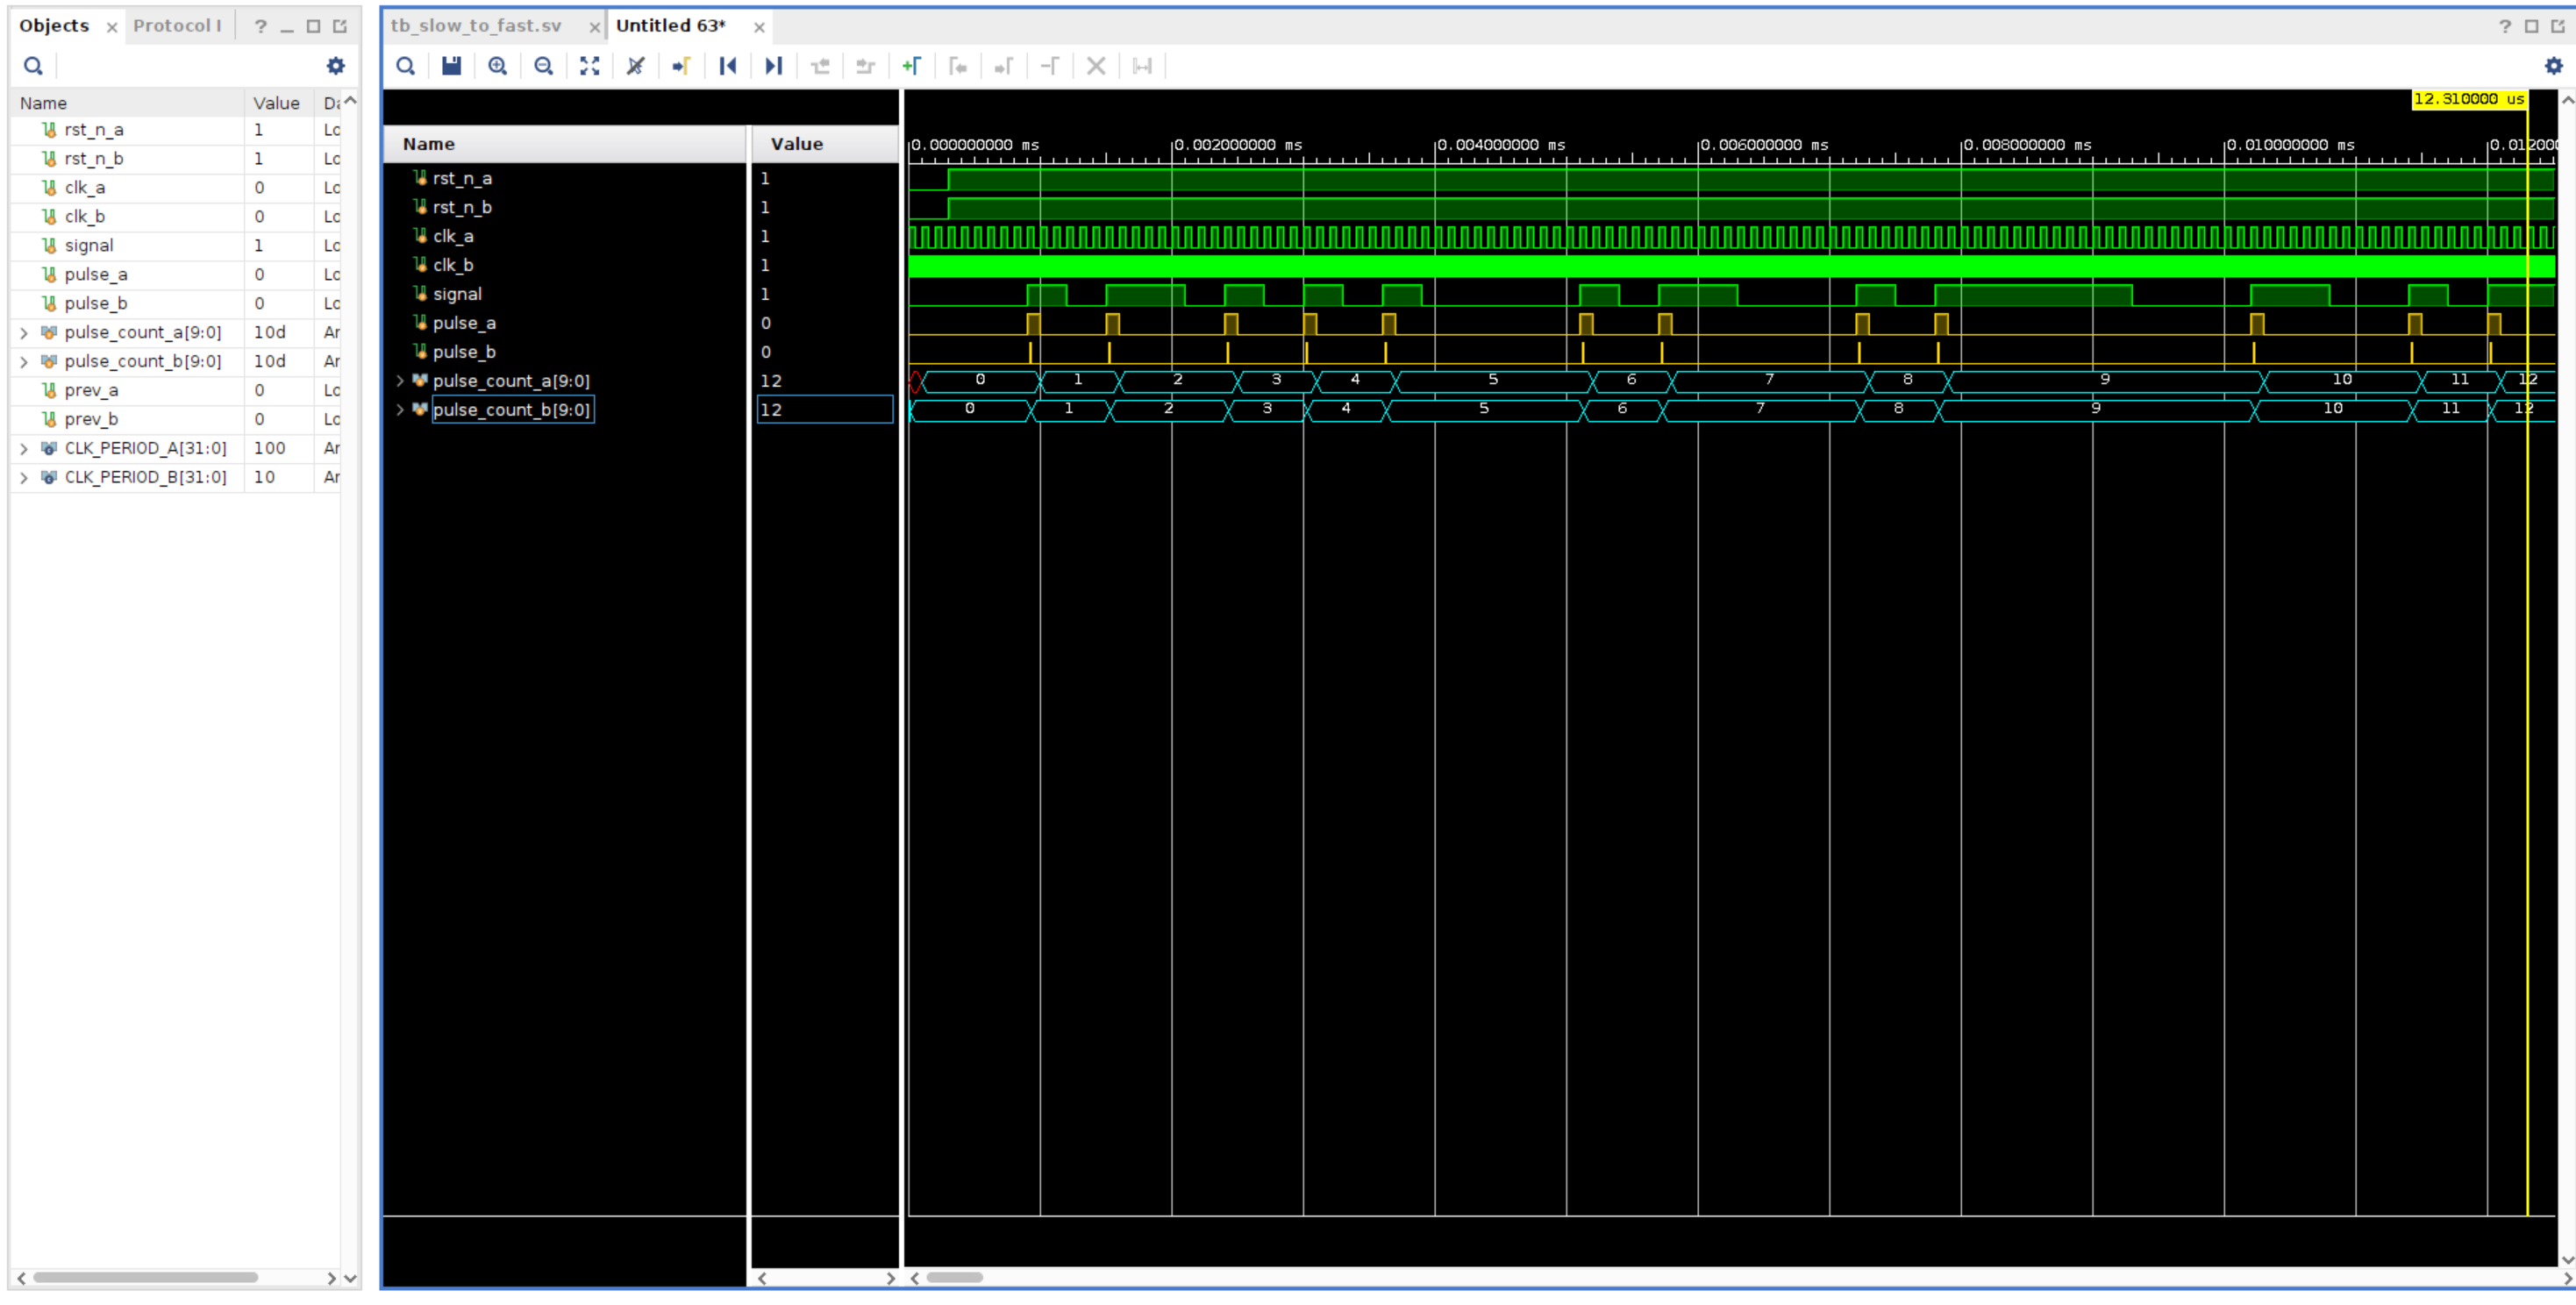 Objects × Protocol I ?
Name Value Da
rst_n_a 1 Lo
rst_n_b 1 Lo
clk_a 0 Lo
clk_b 0 Lo
signal 1 Lo
pulse_a 0 Lo
pulse_b 0 Lo
pulse_count_a[9:0] 10d Ar
pulse_count_b[9:0] 10d Ar
prev_a 0 Lo
prev_b 0 Lo
CLK_PERIOD_A[31:0] 100 Ar
CLK_PERIOD_B[31:0] 10 Ar
tb_slow_to_fast.sv × Untitled 63* × ?
12.310000 us
Name Value
0.000000000 ms 0.002000000 ms 0.004000000 ms 0.006000000 ms 0.008000000 ms 0.010000000 ms 0.012000
rst_n_a 1
rst_n_b 1
clk_a 1
clk_b 1
signal 1
pulse_a 0
pulse_b 0
pulse_count_a[9:0] 12 0 1 2 3 4 5 6 7 8 9 10 11 12
pulse_count_b[9:0] 12 0 1 2 3 4 5 6 7 8 9 10 11 12